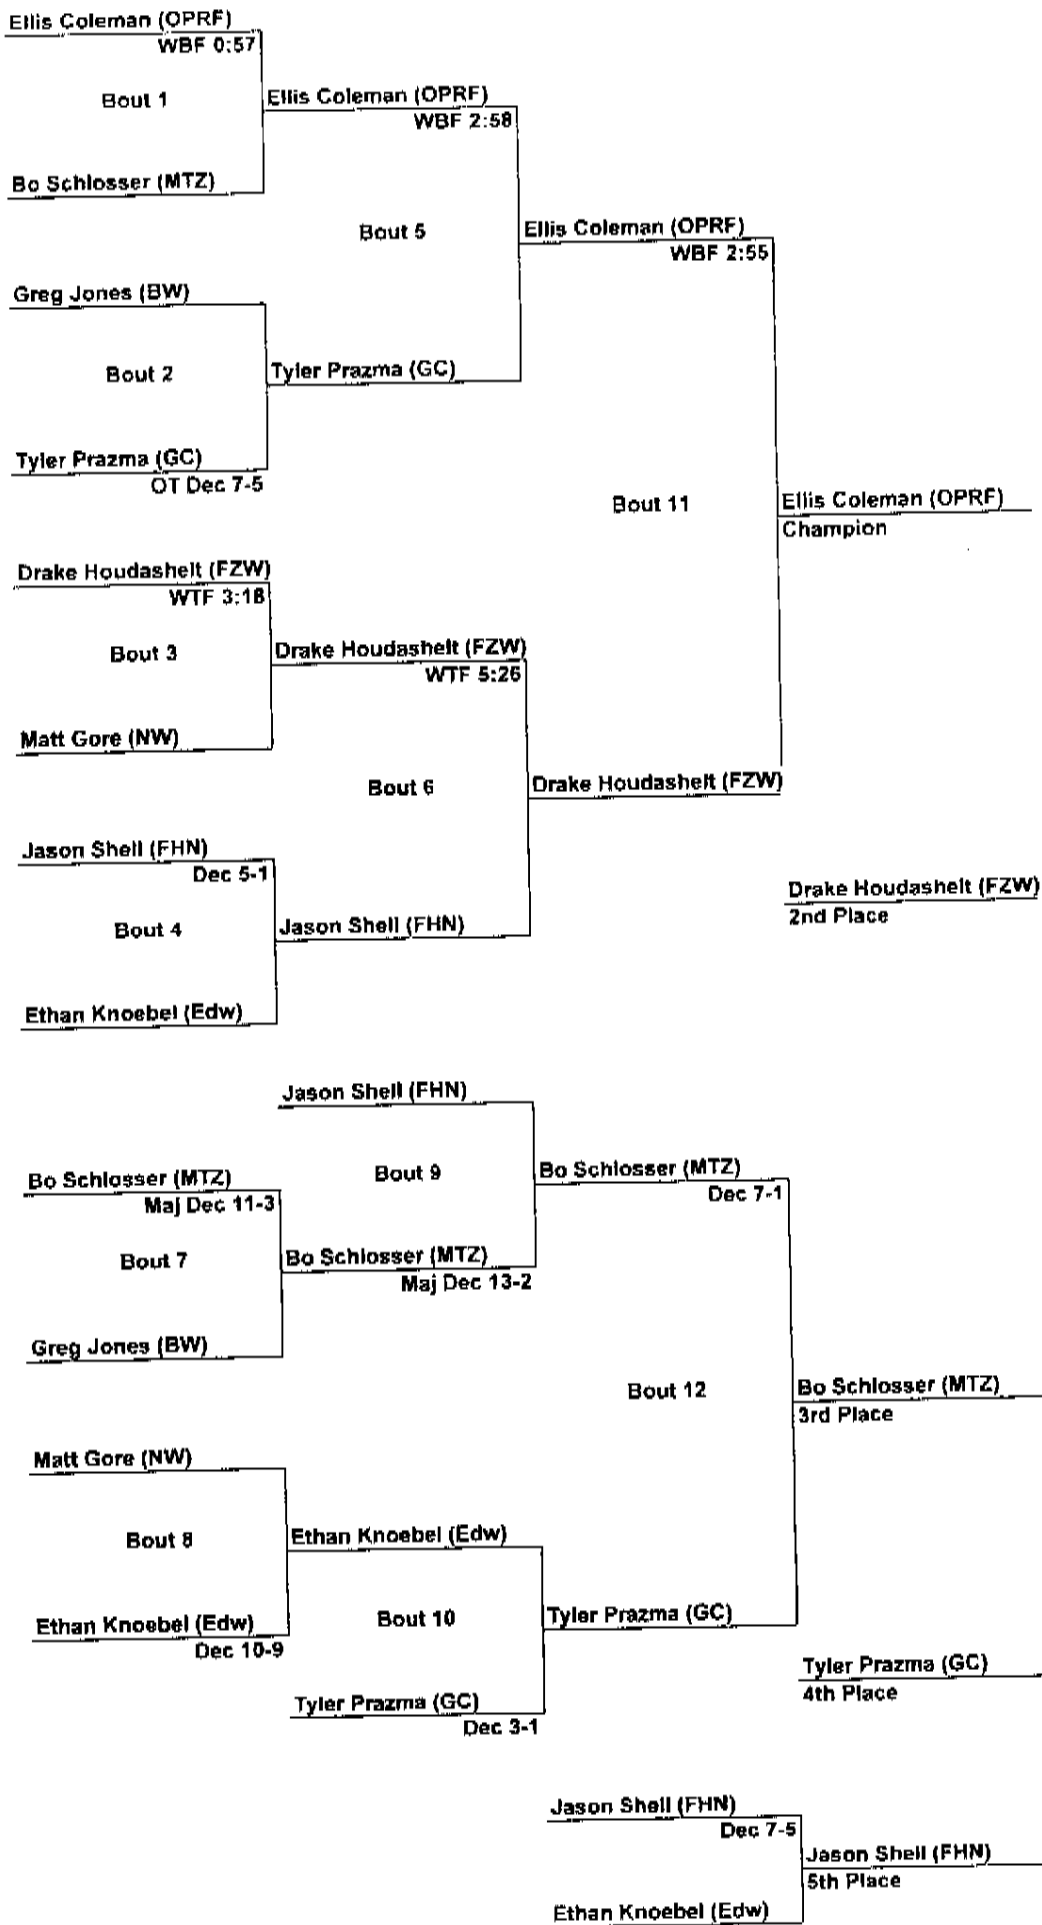 Ellis Coleman (OPRF)
WBF 0:57
Bout 1
Ellis Coleman (OPRF)
WBF 2:58
Bo Schlosser (MTZ)
Bout 5
Ellis Coleman (OPRF)
WBF 2:55
Greg Jones (BW)
Bout 2
Tyler Prazma (GC)
Tyler Prazma (GC)
OT Dec 7-5
Bout 11
Ellis Coleman (OPRF)
Champion
Drake Houdashelt (FZW)
WTF 3:18
Bout 3
Drake Houdashelt (FZW)
WTF 5:26
Matt Gore (NW)
Bout 6
Drake Houdashelt (FZW)
Jason Shell (FHN)
Dec 5-1
Drake Houdashelt (FZW)
2nd Place
Bout 4
Jason Shell (FHN)
Ethan Knoebel (Edw)
Jason Shell (FHN)
Bout 9
Bo Schlosser (MTZ)
Dec 7-1
Bo Schlosser (MTZ)
Maj Dec 11-3
Bout 7
Bo Schlosser (MTZ)
Maj Dec 13-2
Greg Jones (BW)
Bout 12
Bo Schlosser (MTZ)
3rd Place
Matt Gore (NW)
Bout 8
Ethan Knoebel (Edw)
Ethan Knoebel (Edw)
Dec 10-9
Bout 10
Tyler Prazma (GC)
Tyler Prazma (GC)
4th Place
Tyler Prazma (GC)
Dec 3-1
Jason Shell (FHN)
Dec 7-5
Jason Shell (FHN)
5th Place
Ethan Knoebel (Edw)